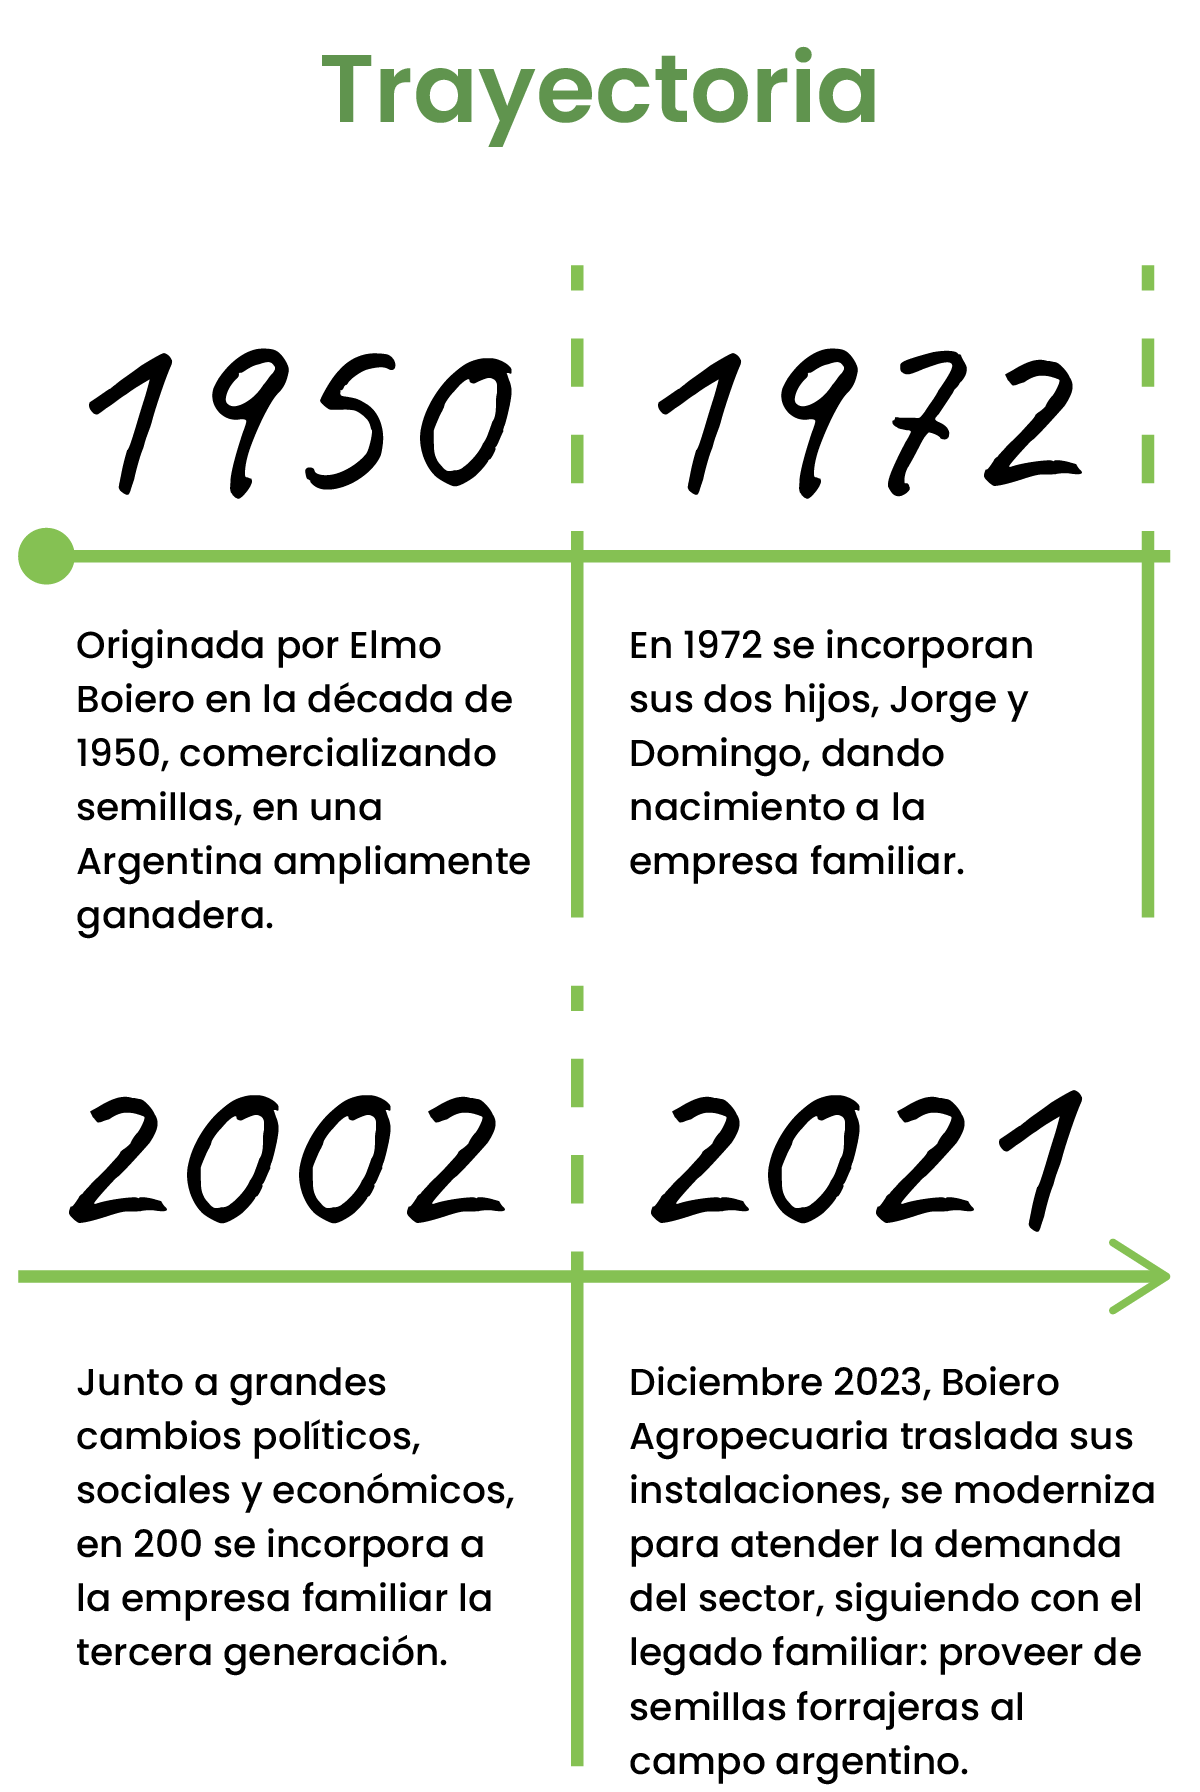 Trayectoria
1950
Originada por Elmo
Boiero en la década de
1950, comercializando
semillas, en una
Argentina ampliamente
ganadera.
1972
En 1972 se incorporan
sus dos hijos, Jorge y
Domingo, dando
nacimiento a la
empresa familiar.
2002
Junto a grandes
cambios políticos,
sociales y económicos,
en 200 se incorpora a
la empresa familiar la
tercera generación.
2021
Diciembre 2023, Boiero
Agropecuaria traslada sus
instalaciones, se moderniza
para atender la demanda
del sector, siguiendo con el
legado familiar: proveer de
semillas forrajeras al
campo argentino.